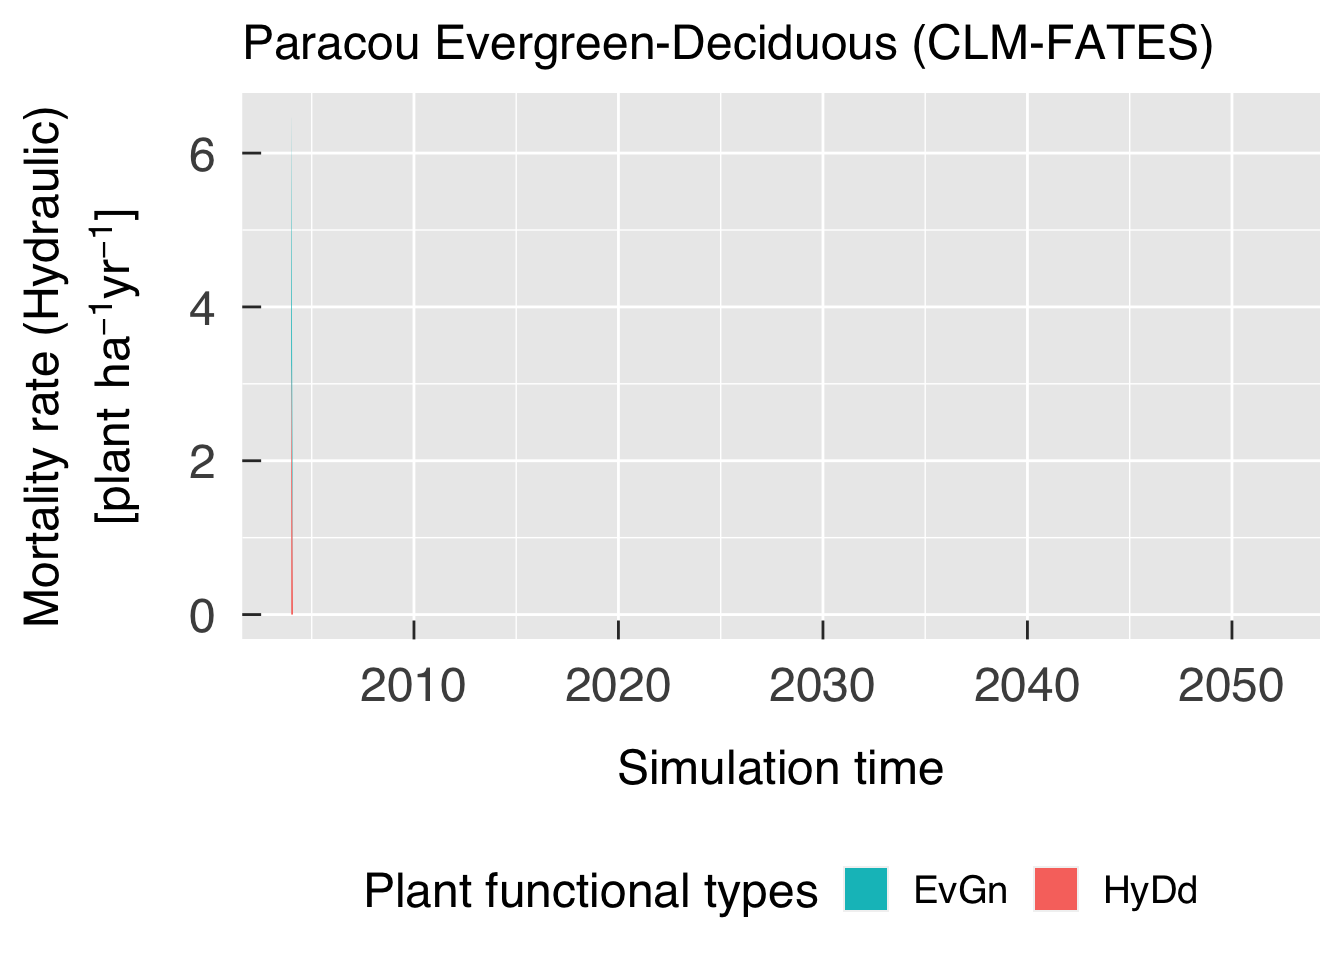 Paracou Evergreen-Deciduous (CLM-FATES)
Mortality rate (Hydraulic)
[plant ha⁻¹yr⁻¹]
6
4
2
0
2010 2020 2030 2040 2050
Simulation time
Plant functional types EvGn HyDd